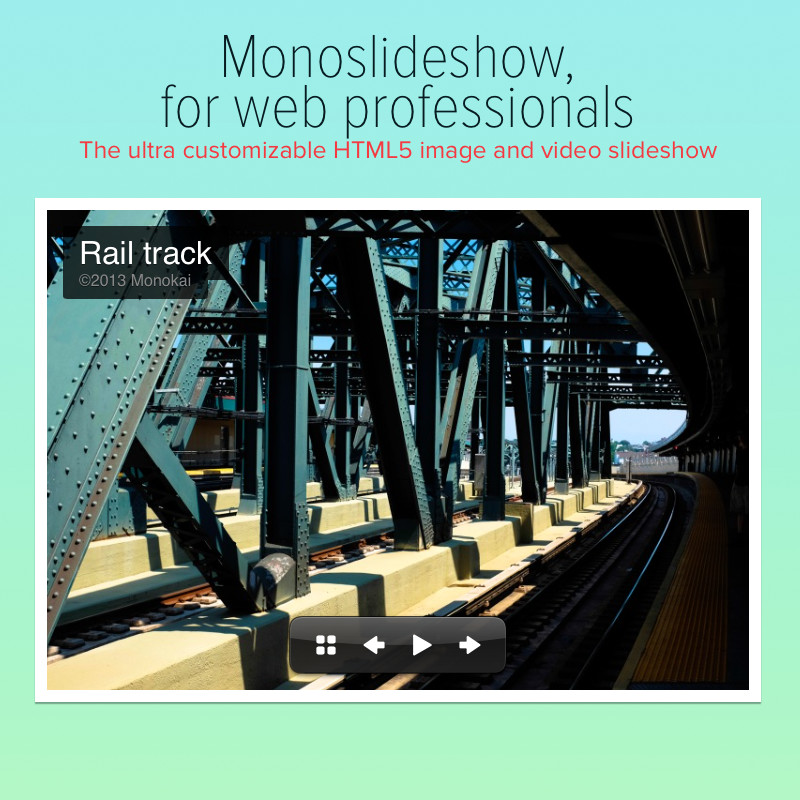 Monoslideshow,
for web professionals
The ultra customizable HTML5 image and video slideshow
Rail track
©2013 Monokai